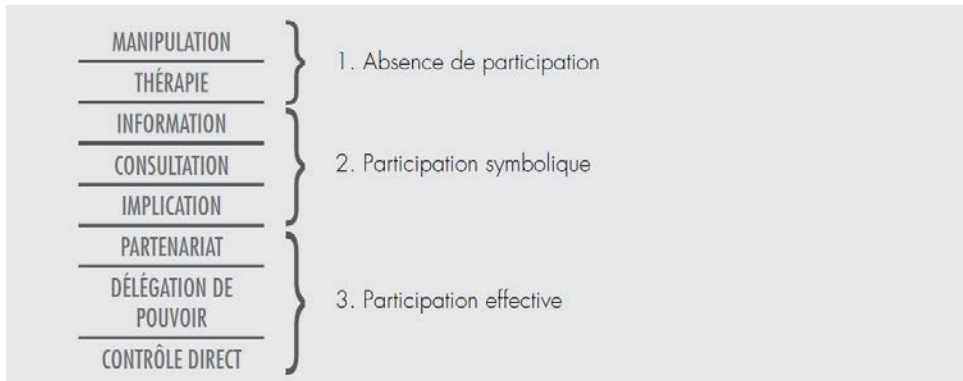 MANIPULATION
THÉRAPIE
1. Absence de participation
INFORMATION
CONSULTATION
IMPLICATION
2. Participation symbolique
PARTENARIAT
DÉLÉGATION DE
POUVOIR
CONTRÔLE DIRECT
3. Participation effective